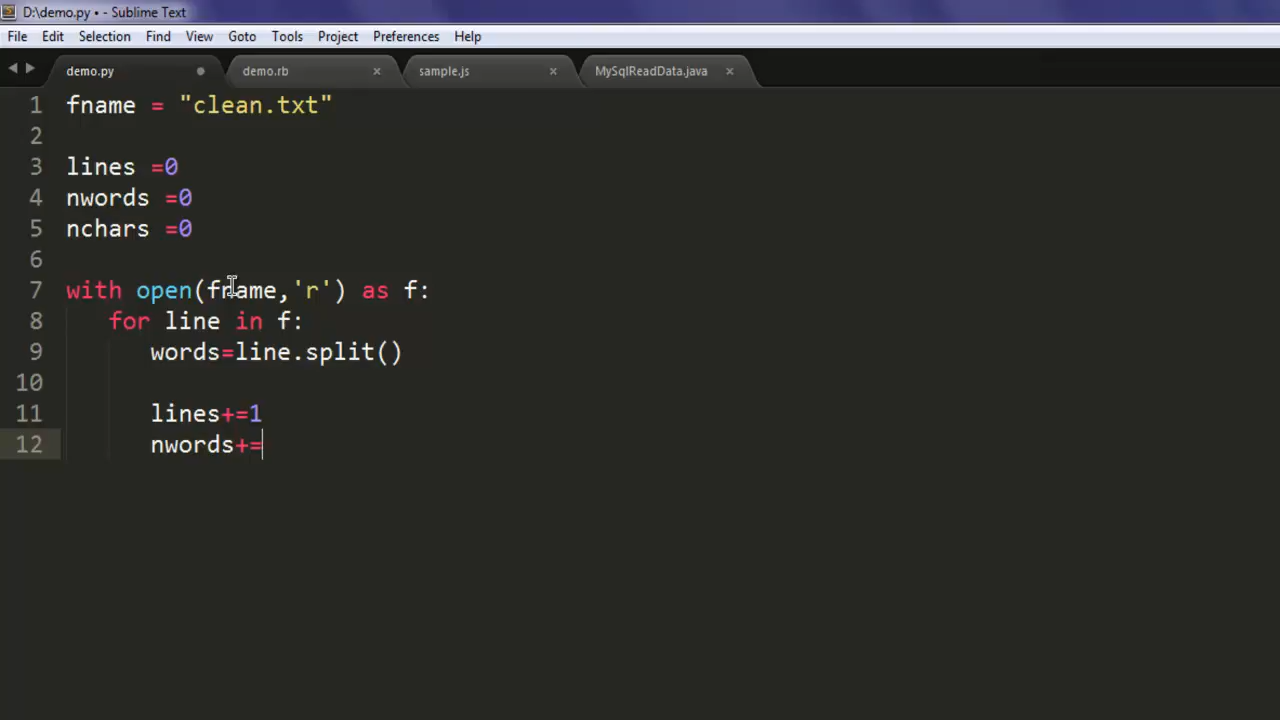 D:\demo.py • - Sublime Text
File Edit Selection Find View Goto Tools Project Preferences Help
demo.py demo.rb sample.js MySqlReadData.java
1 fname = "clean.txt"
2
3 lines =0
4 nwords =0
5 nchars =0
6
7 with open(fname,'r') as f:
8 for line in f:
9 words=line.split()
10
11 lines+=1
12 nwords+=